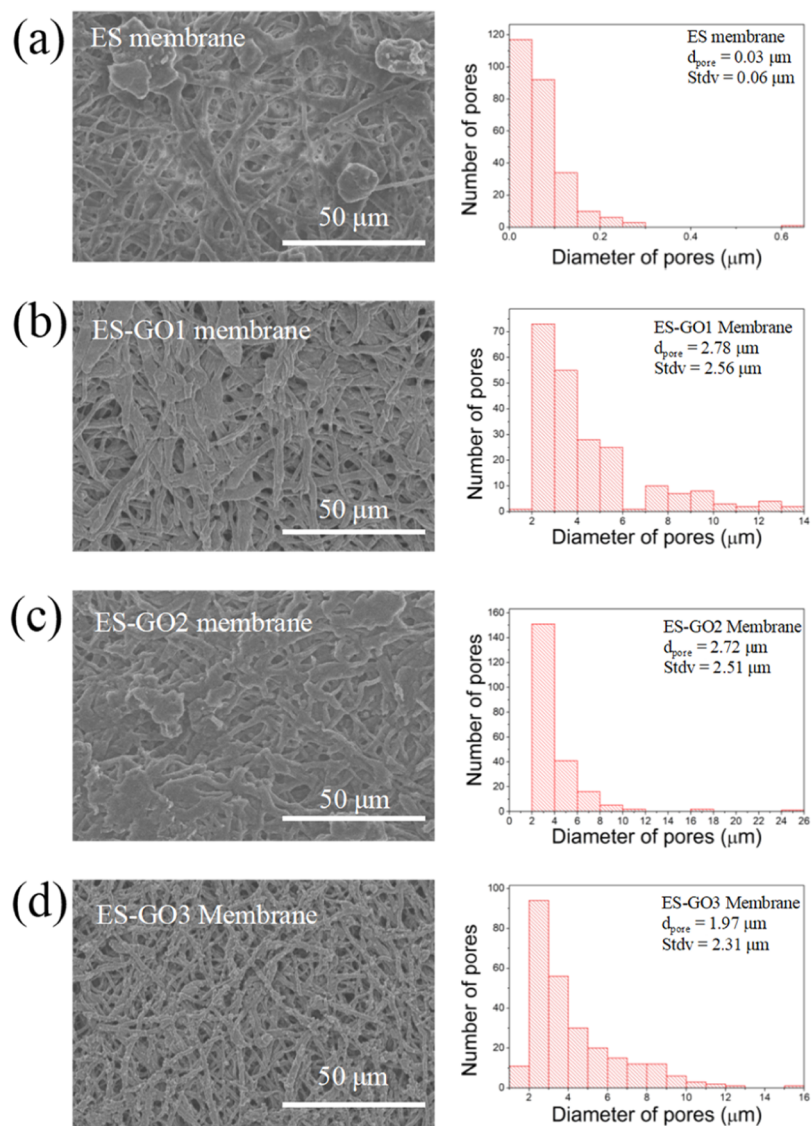 (a)
ES membrane
50 μm
Number of pores
120
100
80
60
40
20
0
ES membrane
dpore = 0.03 μm
Stdv = 0.06 μm
0.0 0.2 0.4 0.6
Diameter of pores (μm)
(b)
ES-GO1 membrane
50 μm
Number of pores
70
60
50
40
30
20
10
0
ES-GO1 Membrane
dpore = 2.78 μm
Stdv = 2.56 μm
2 4 6 8 10 12 14
Diameter of pores (μm)
(c)
ES-GO2 membrane
50 μm
Number of pores
160
140
120
100
80
60
40
20
0
ES-GO2 Membrane
dpore = 2.72 μm
Stdv = 2.51 μm
0 2 4 6 8 10 12 14 16 18 20 22 24 26
Diameter of pores (μm)
(d)
ES-GO3 Membrane
50 μm
Number of pores
100
80
60
40
20
0
ES-GO3 Membrane
dpore = 1.97 μm
Stdv = 2.31 μm
2 4 6 8 10 12 14 16
Diameter of pores (μm)